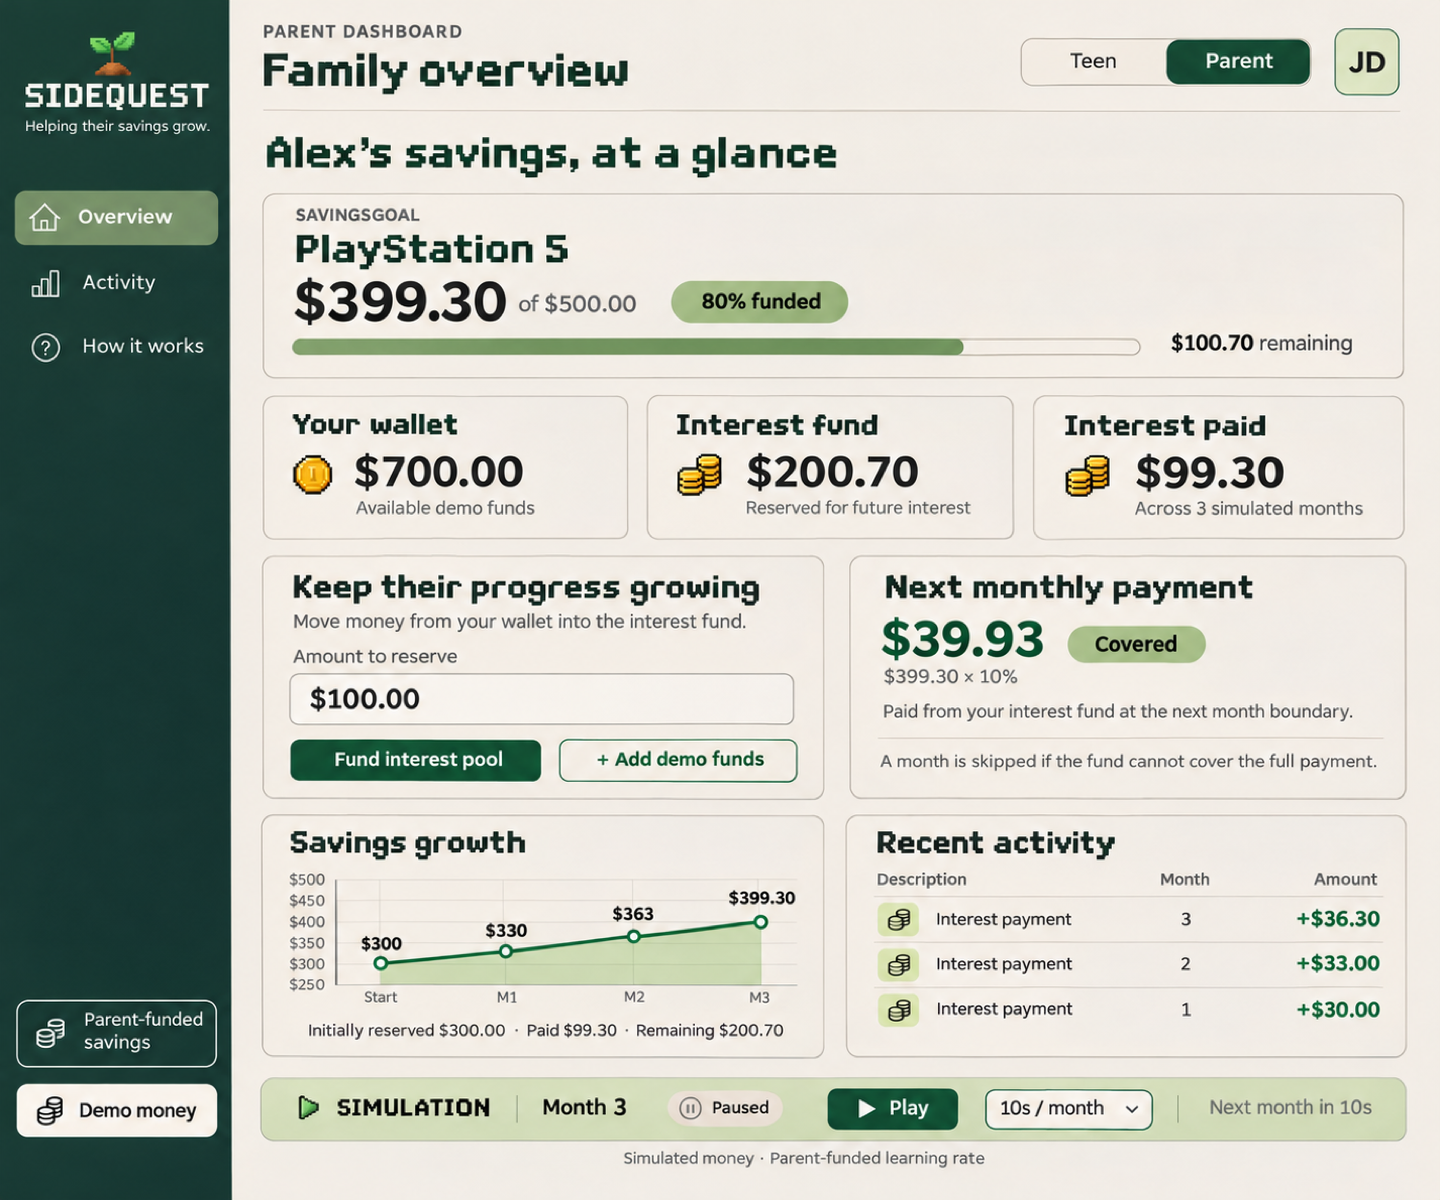 SIDEQUEST
Helping their savings grow.
Overview
Activity
How it works
Parent-funded
savings
Demo money
PARENT DASHBOARD
Family overview
Teen
Parent
JD
Alex's savings, at a glance
SAVINGSGOAL
PlayStation 5
$399.30 of $500.00
80% funded
$100.70 remaining
Your wallet
$700.00
Available demo funds
Interest fund
$200.70
Reserved for future interest
Interest paid
$99.30
Across 3 simulated months
Keep their progress growing
Move money from your wallet into the interest fund.
Amount to reserve
$100.00
Fund interest pool
+ Add demo funds
Next monthly payment
$39.93
Covered
$399.30 × 10%
Paid from your interest fund at the next month boundary.
A month is skipped if the fund cannot cover the full payment.
Savings growth
$500
$450
$400
$350
$300
$250
$300
$330
$363
$399.30
Start
M1
M2
M3
Initially reserved $300.00 · Paid $99.30 · Remaining $200.70
Recent activity
Description Month Amount
Interest payment 3 +$36.30
Interest payment 2 +$33.00
Interest payment 1 +$30.00
SIMULATION
Month 3
Paused
Play
10s / month
Next month in 10s
Simulated money · Parent-funded learning rate